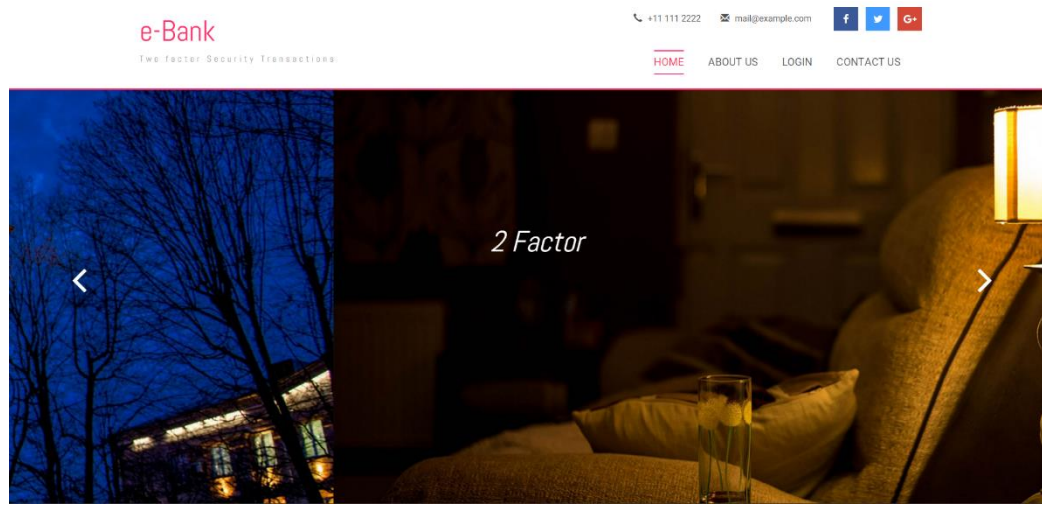 e-Bank
Two factor Security Transactions
+11 111 2222 mail@example.com
HOME ABOUT US LOGIN CONTACT US
2 Factor